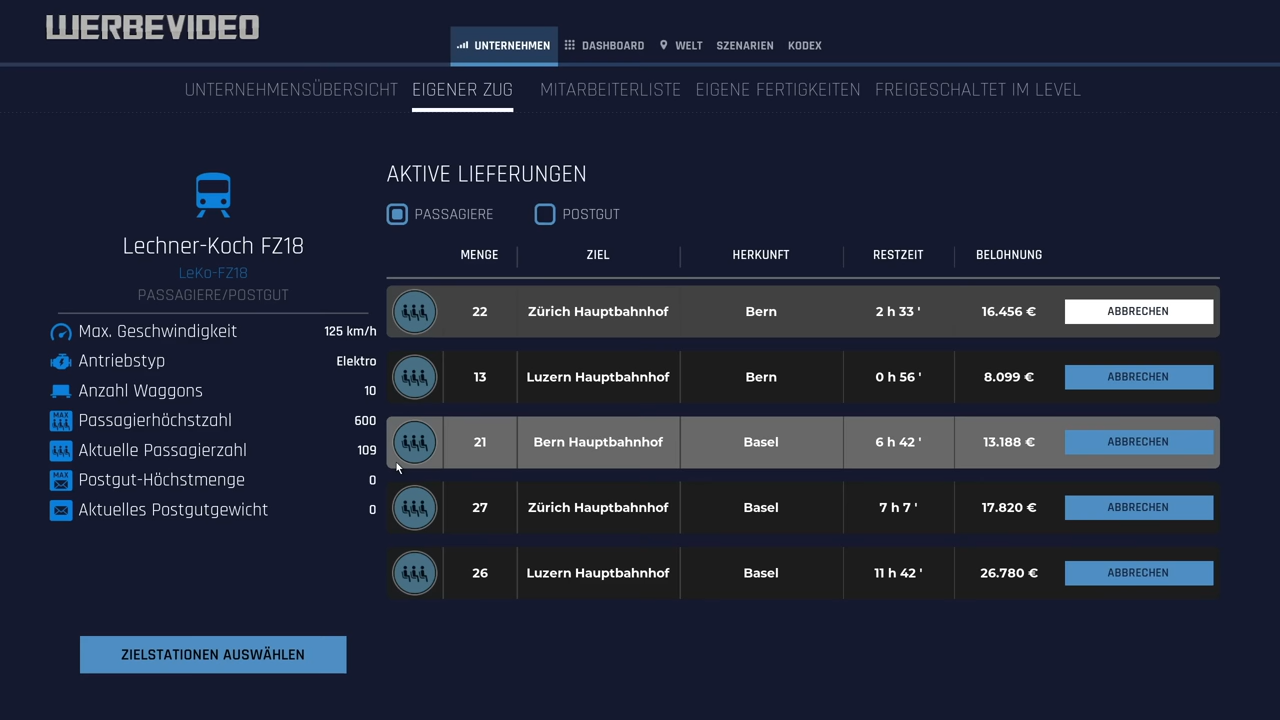 WERBEVIDEO
UNTERNEHMEN DASHBOARD WELT SZENARIEN KODEX
UNTERNEHMENSÜBERSICHT EIGENER ZUG MITARBEITERLISTE EIGENE FERTIGKEITEN FREIGESCHALTET IM LEVEL
Lechner-Koch FZ18
LeKo-FZ18
PASSAGIERE/POSTGUT
Max. Geschwindigkeit 125 km/h
Antriebstyp Elektro
Anzahl Waggons 10
MAX Passagierhöchstzahl 600
Aktuelle Passagierzahl 109
MAX Postgut-Höchstmenge 0
Aktuelles Postgutgewicht 0
ZIELSTATIONEN AUSWÄHLEN
AKTIVE LIEFERUNGEN
PASSAGIERE POSTGUT
MENGE ZIEL HERKUNFT RESTZEIT BELOHNUNG
22 Zürich Hauptbahnhof Bern 2 h 33 ' 16.456 € ABBRECHEN
13 Luzern Hauptbahnhof Bern 0 h 56 ' 8.099 € ABBRECHEN
21 Bern Hauptbahnhof Basel 6 h 42 ' 13.188 € ABBRECHEN
27 Zürich Hauptbahnhof Basel 7 h 7 ' 17.820 € ABBRECHEN
26 Luzern Hauptbahnhof Basel 11 h 42 ' 26.780 € ABBRECHEN